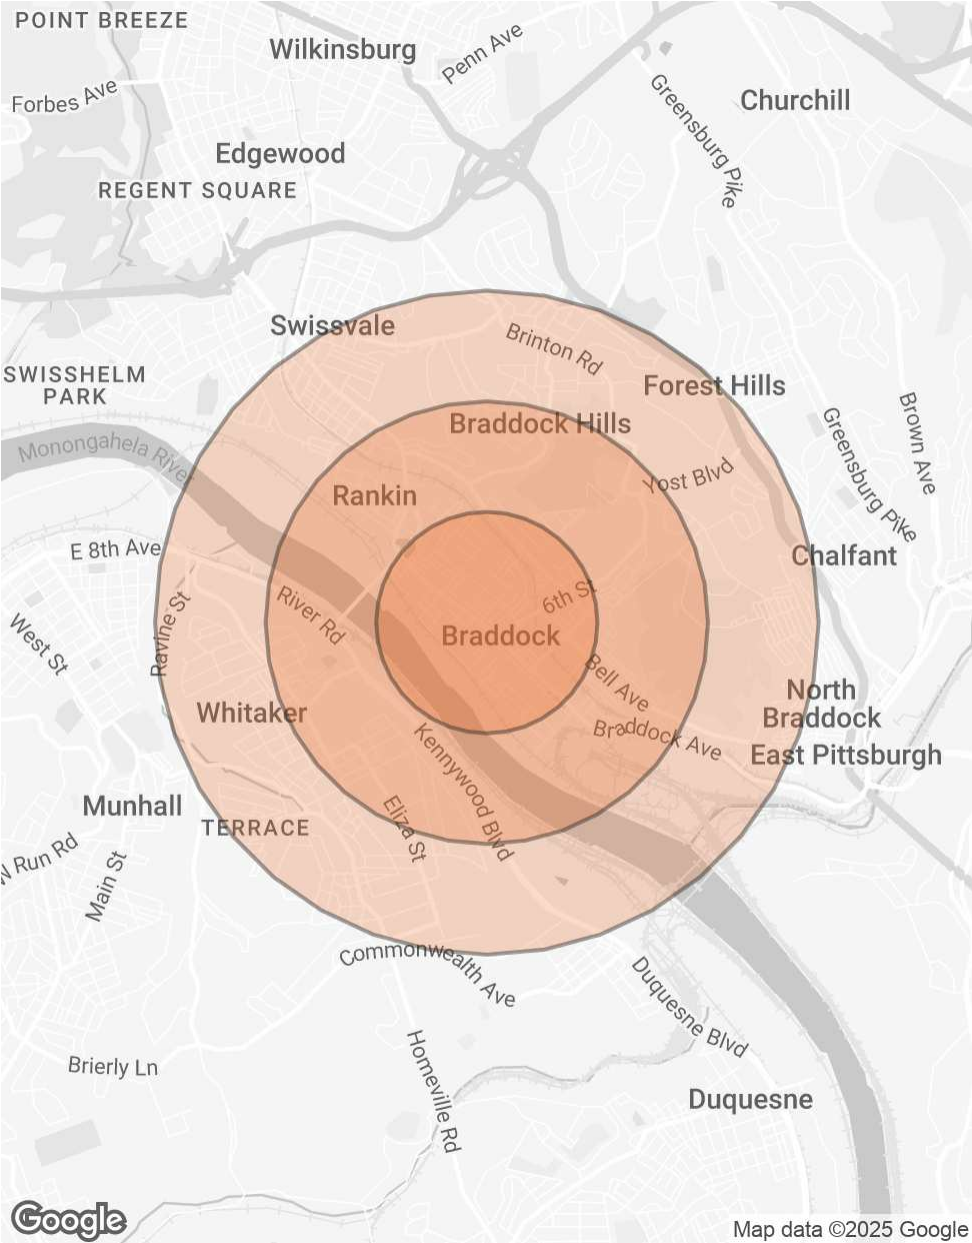 POINT BREEZE
Wilkinsburg
Penn Ave
Forbes Ave
Greensburg Pike
Churchill
Edgewood
REGENT SQUARE
Swissvale
Brinton Rd
SWISSHELM
PARK
Forest Hills
Braddock Hills
Brown Ave
Greensburg Pike
Monongahela River
Yost Blvd
Rankin
E 8th Ave
Chalfant
6th St
River Rd
Ravine St
West St
Braddock
Bell Ave
North
Braddock
Whitaker
Braddock Ave
East Pittsburgh
Kennywood Blvd
Munhall
TERRACE
Eliza St
W Run Rd
Main St
Commonwealth Ave
Duquesne Blvd
Homeville Rd
Brierly Ln
Duquesne
Google
Map data ©2025 Google